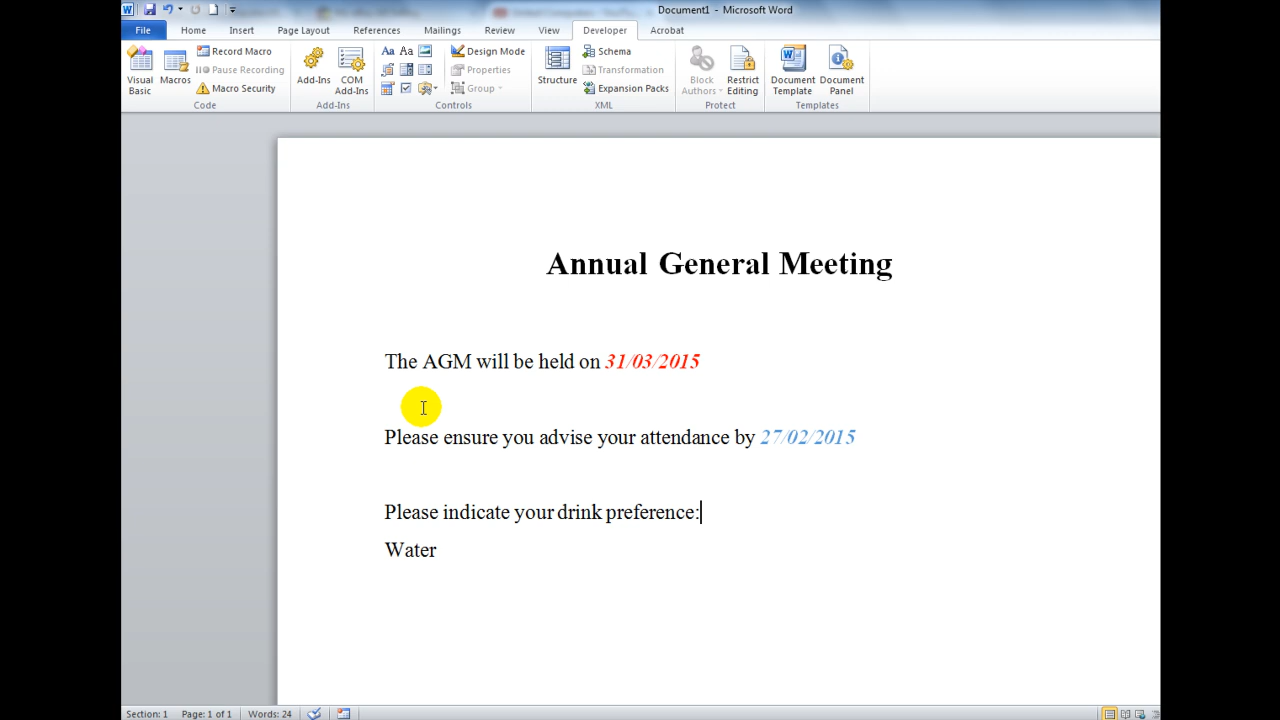 Document1 - Microsoft Word
File Home Insert Page Layout References Mailings Review View Developer Acrobat
Visual Basic
Macros
Record Macro
Pause Recording
Macro Security
Code
Add-Ins
COM Add-Ins
Add-Ins
Aa Aa
Design Mode
Properties
Group
Controls
Structure
Schema
Transformation
Expansion Packs
XML
Block Authors
Restrict Editing
Protect
Document Template
Document Panel
Templates
Annual General Meeting
The AGM will be held on 31/03/2015
Please ensure you advise your attendance by 27/02/2015
Please indicate your drink preference:
Water
Section: 1 Page: 1 of 1 Words: 24